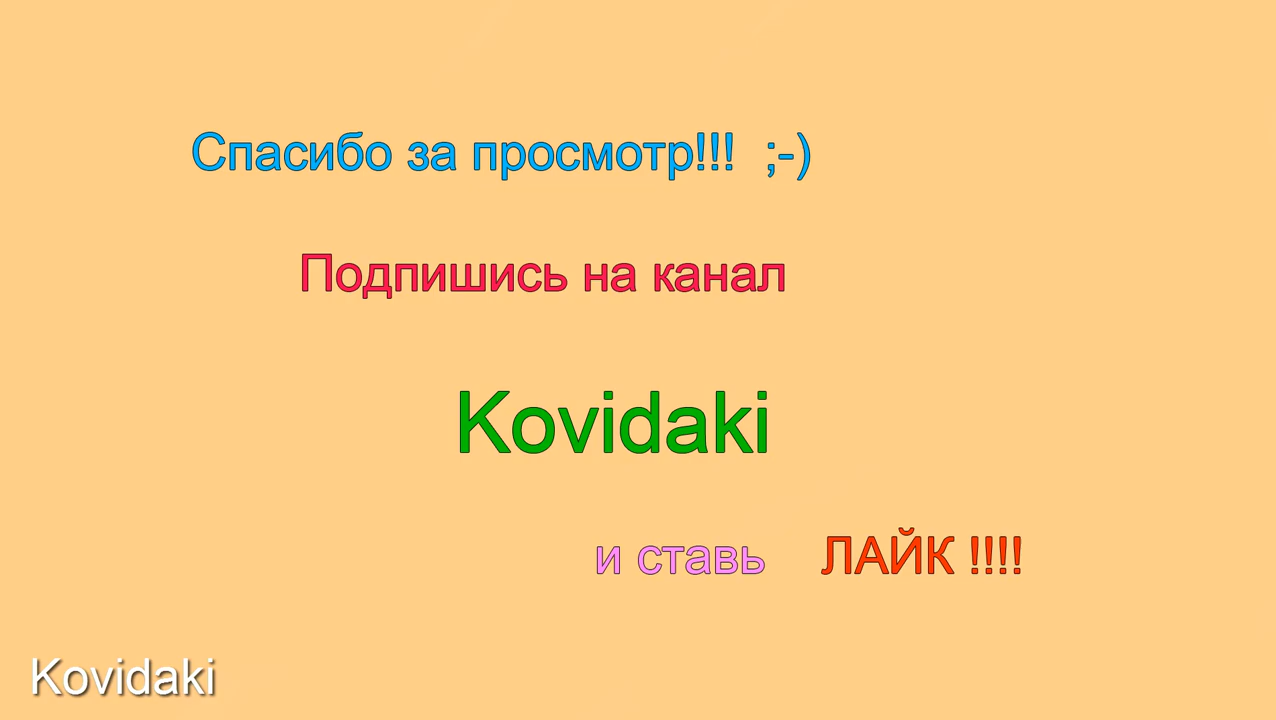 Спасибо за просмотр!!! ;-)
Подпишись на канал
Kovidaki
и ставь ЛАЙК !!!!
Kovidaki